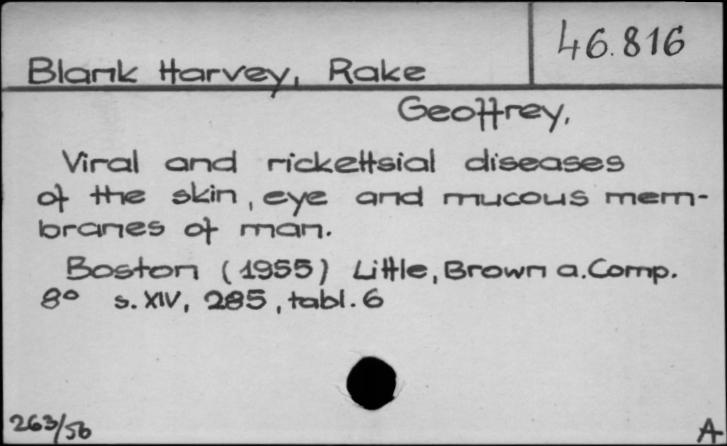 46.816
Blank Harvey, Rake
Geoffrey,
Viral and rickettsial diseases
of the skin, eye and mucous mem-
branes of man.
Boston (1955) Little, Brown a. Comp.
8° s. XIV, 285, tabl. 6
263/56
A